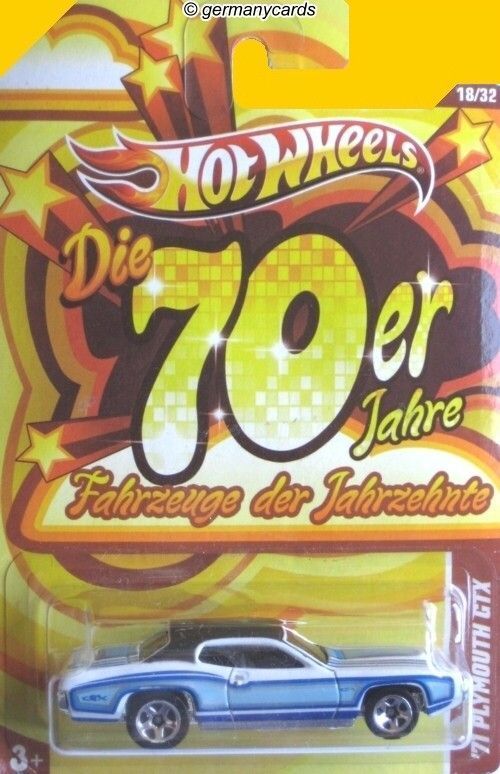 © germanycards
18/32
HOT WHEELS
Die
70er
Jahre
Fahrzeuge der Jahrzehnte
'71 PLYMOUTH GTX
3+